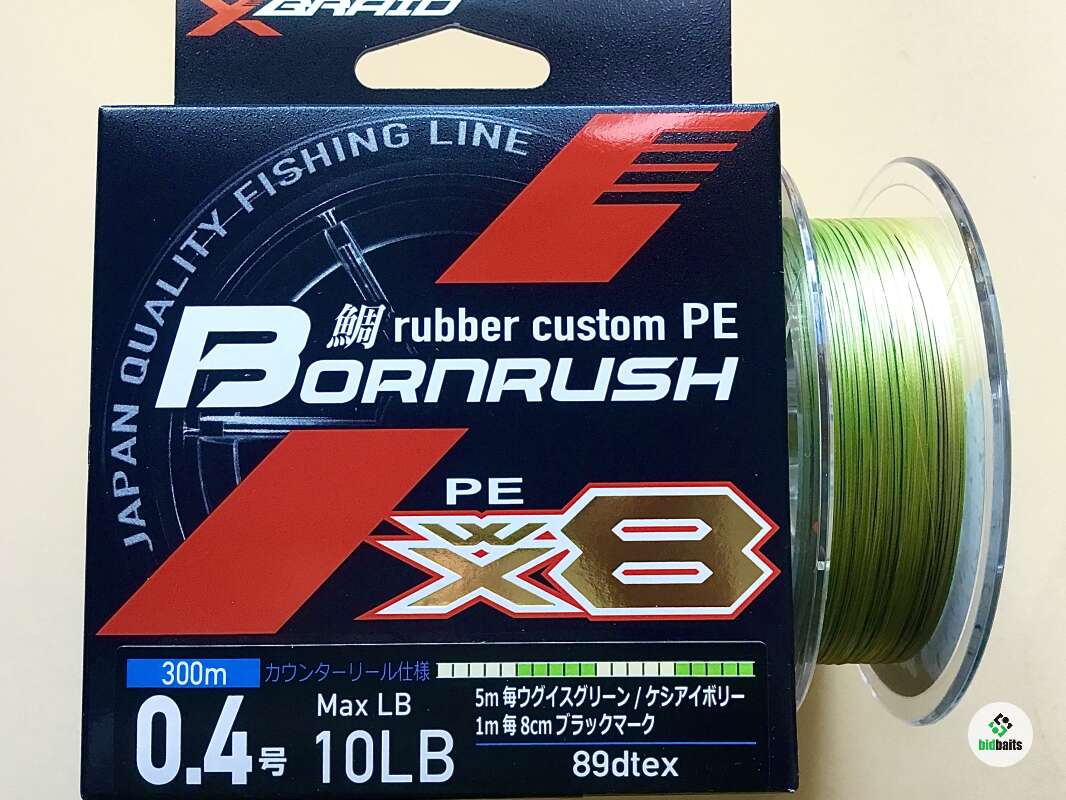 X-BRAID
JAPAN QUALITY FISHING LINE
鯛 rubber custom PE
BORNRUSH
PE
WX8
300m カウンターリール仕様
0.4号
Max LB
10LB
5m 毎ウグイスグリーン / ケシアイボリー
1m 毎 8cm ブラックマーク
89dtex
bidbaits